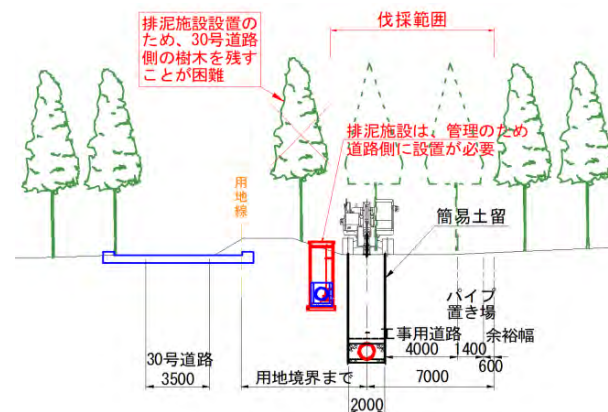 排泥施設設置の
ため、30号道路
側の樹木を残す
ことが困難
伐採範囲
排泥施設は、管理のため
道路側に設置が必要
用地線
簡易土留
パイプ
置き場
工事用道路
余裕幅
4000
1400
600
30号道路
3500
用地境界まで
7000
2000